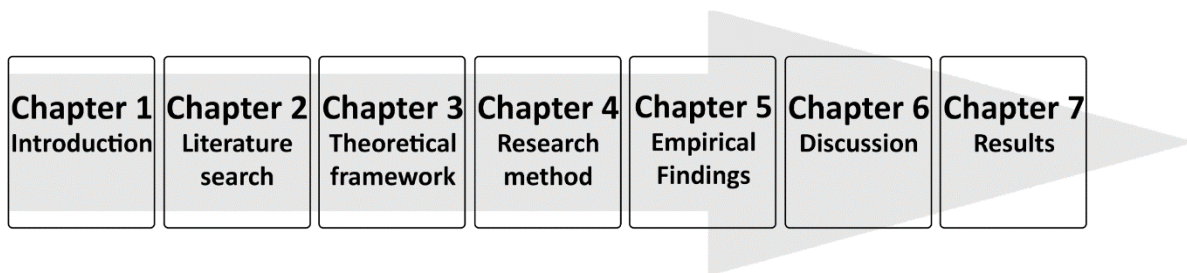 Chapter 1
Introduction
Chapter 2
Literature
search
Chapter 3
Theoretical
framework
Chapter 4
Research
method
Chapter 5
Empirical
Findings
Chapter 6
Discussion
Chapter 7
Results